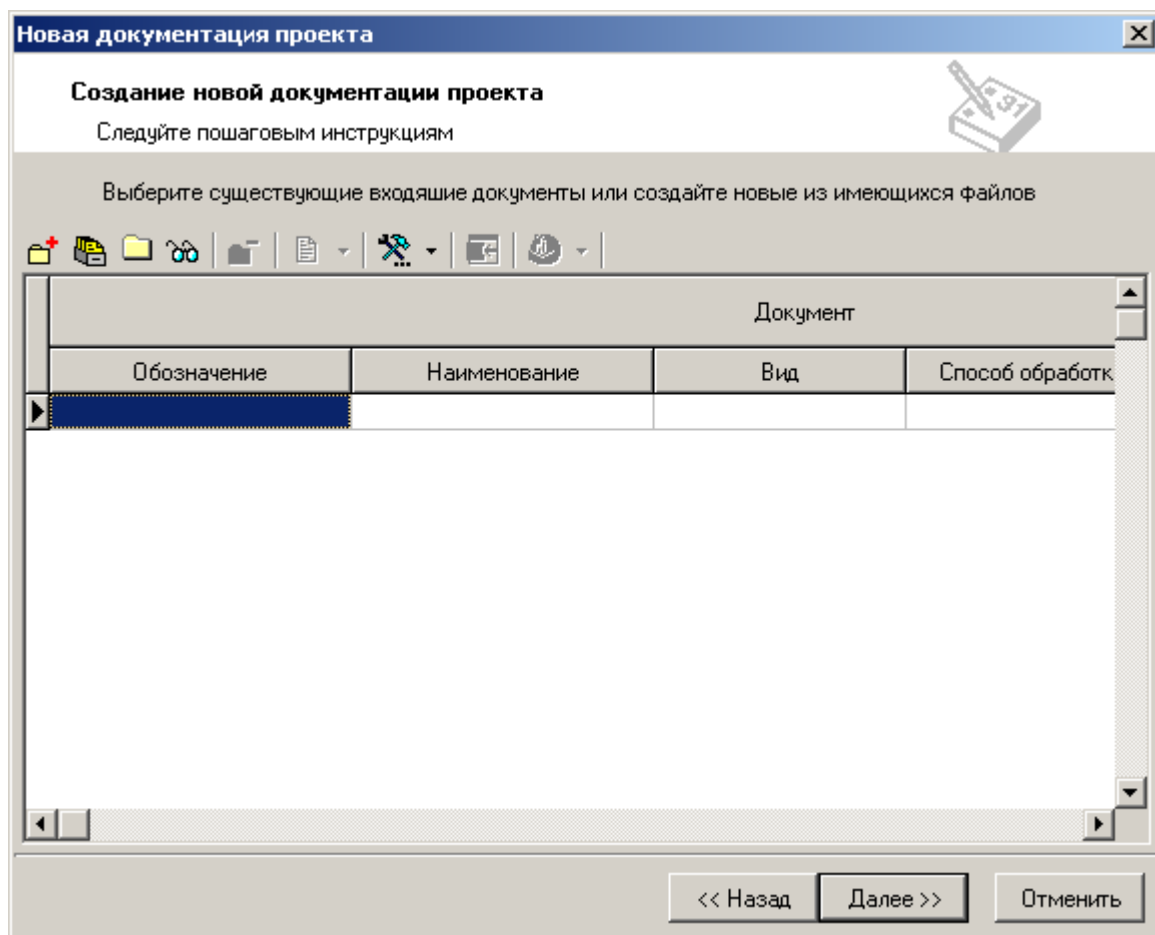 Новая документация проекта
Создание новой документации проекта
Следуйте пошаговым инструкциям
31
Выберите существующие входяшие документы или создайте новые из имеющихся файлов
Документ
Обозначение Наименование Вид Способ обработк
<< Назад Далее >> Отменить